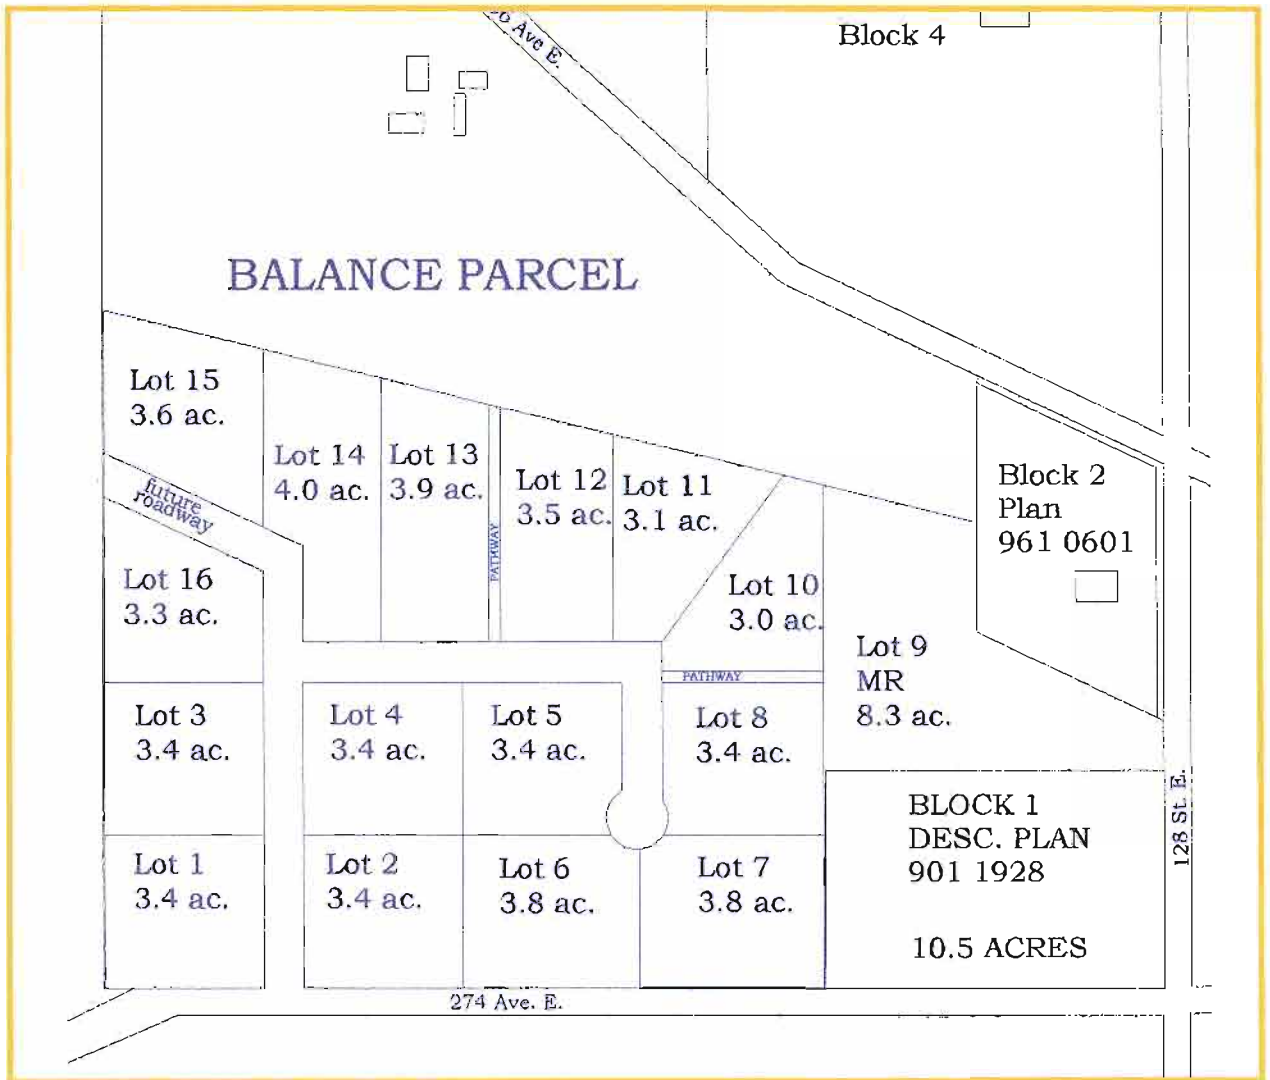 Ave E.
Block 4
BALANCE PARCEL
Lot 15
3.6 ac.
Lot 14
4.0 ac.
Lot 13
3.9 ac.
Lot 12
3.5 ac.
Lot 11
3.1 ac.
Block 2
Plan
961 0601
future
roadway
PATHWAY
Lot 16
3.3 ac.
Lot 10
3.0 ac.
Lot 9
MR
8.3 ac.
PATHWAY
Lot 3
3.4 ac.
Lot 4
3.4 ac.
Lot 5
3.4 ac.
Lot 8
3.4 ac.
128 St. E.
BLOCK 1
DESC. PLAN
901 1928
10.5 ACRES
Lot 1
3.4 ac.
Lot 2
3.4 ac.
Lot 6
3.8 ac.
Lot 7
3.8 ac.
274 Ave. E.